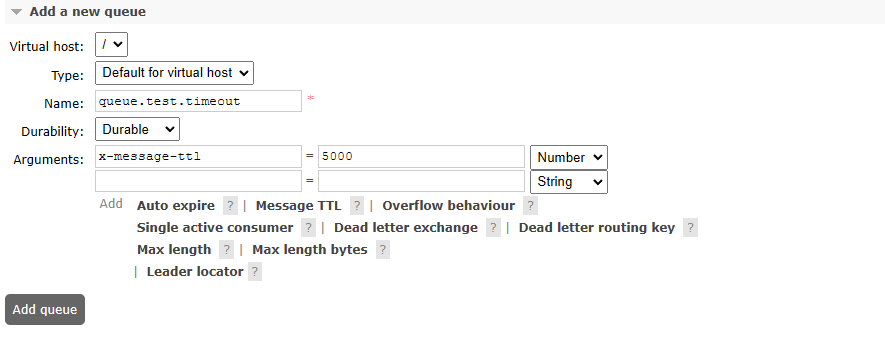 Add a new queue
Virtual host: /
Type: Default for virtual host
Name: queue.test.timeout *
Durability: Durable
Arguments: x-message-ttl = 5000 Number
= String
Add Auto expire ? | Message TTL ? | Overflow behaviour ?
Single active consumer ? | Dead letter exchange ? | Dead letter routing key ?
Max length ? | Max length bytes ?
| Leader locator ?
Add queue